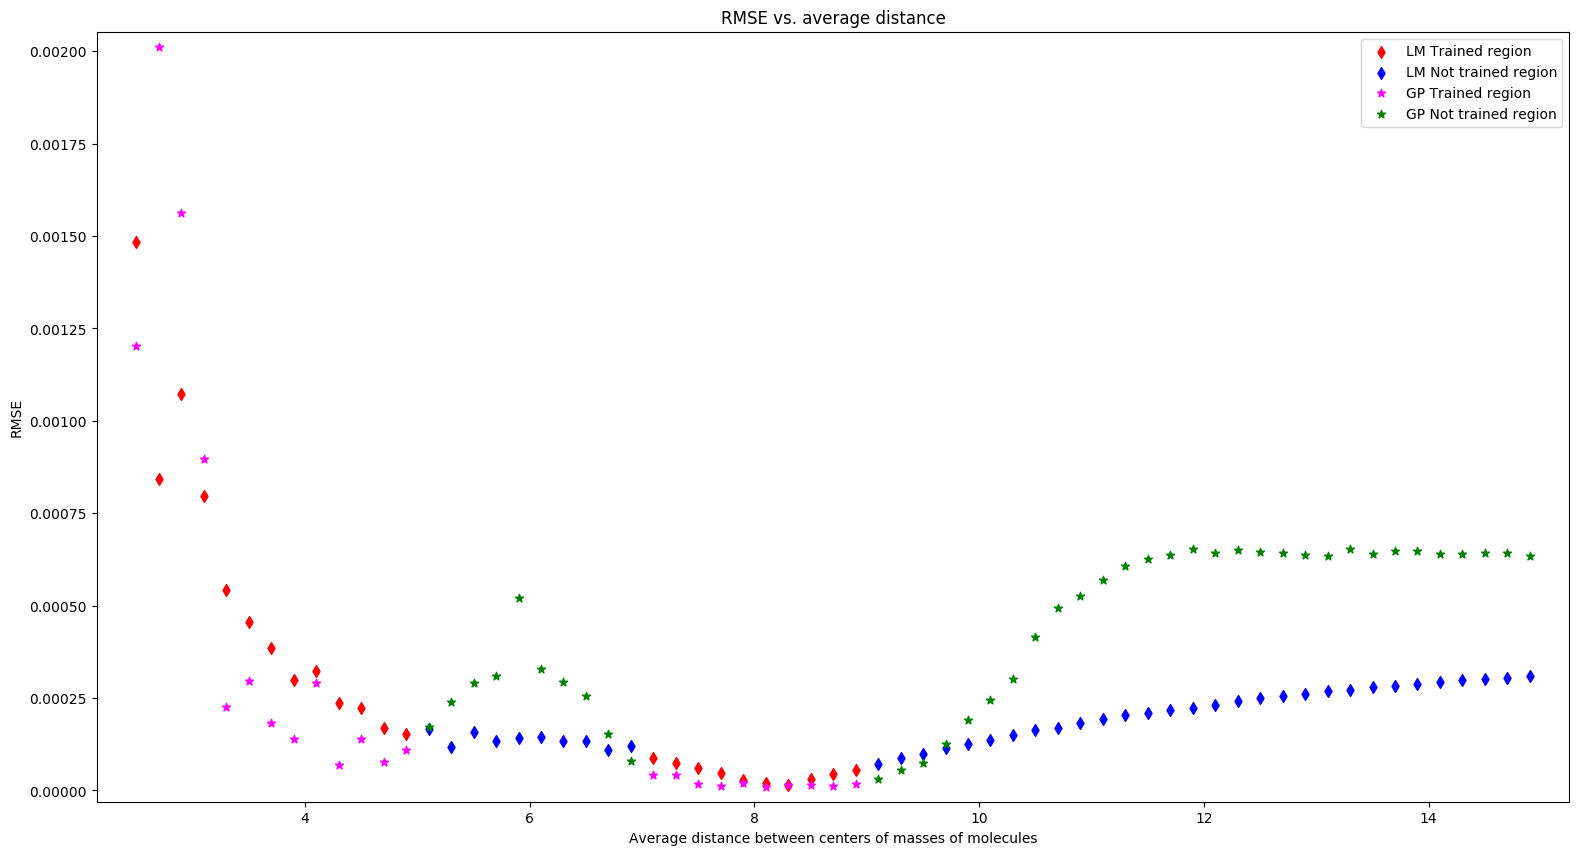 RMSE vs. average distance
LM Trained region
LM Not trained region
GP Trained region
GP Not trained region
0.00200
0.00175
0.00150
0.00125
0.00100
0.00075
0.00050
0.00025
0.00000
RMSE
4 6 8 10 12 14
Average distance between centers of masses of molecules